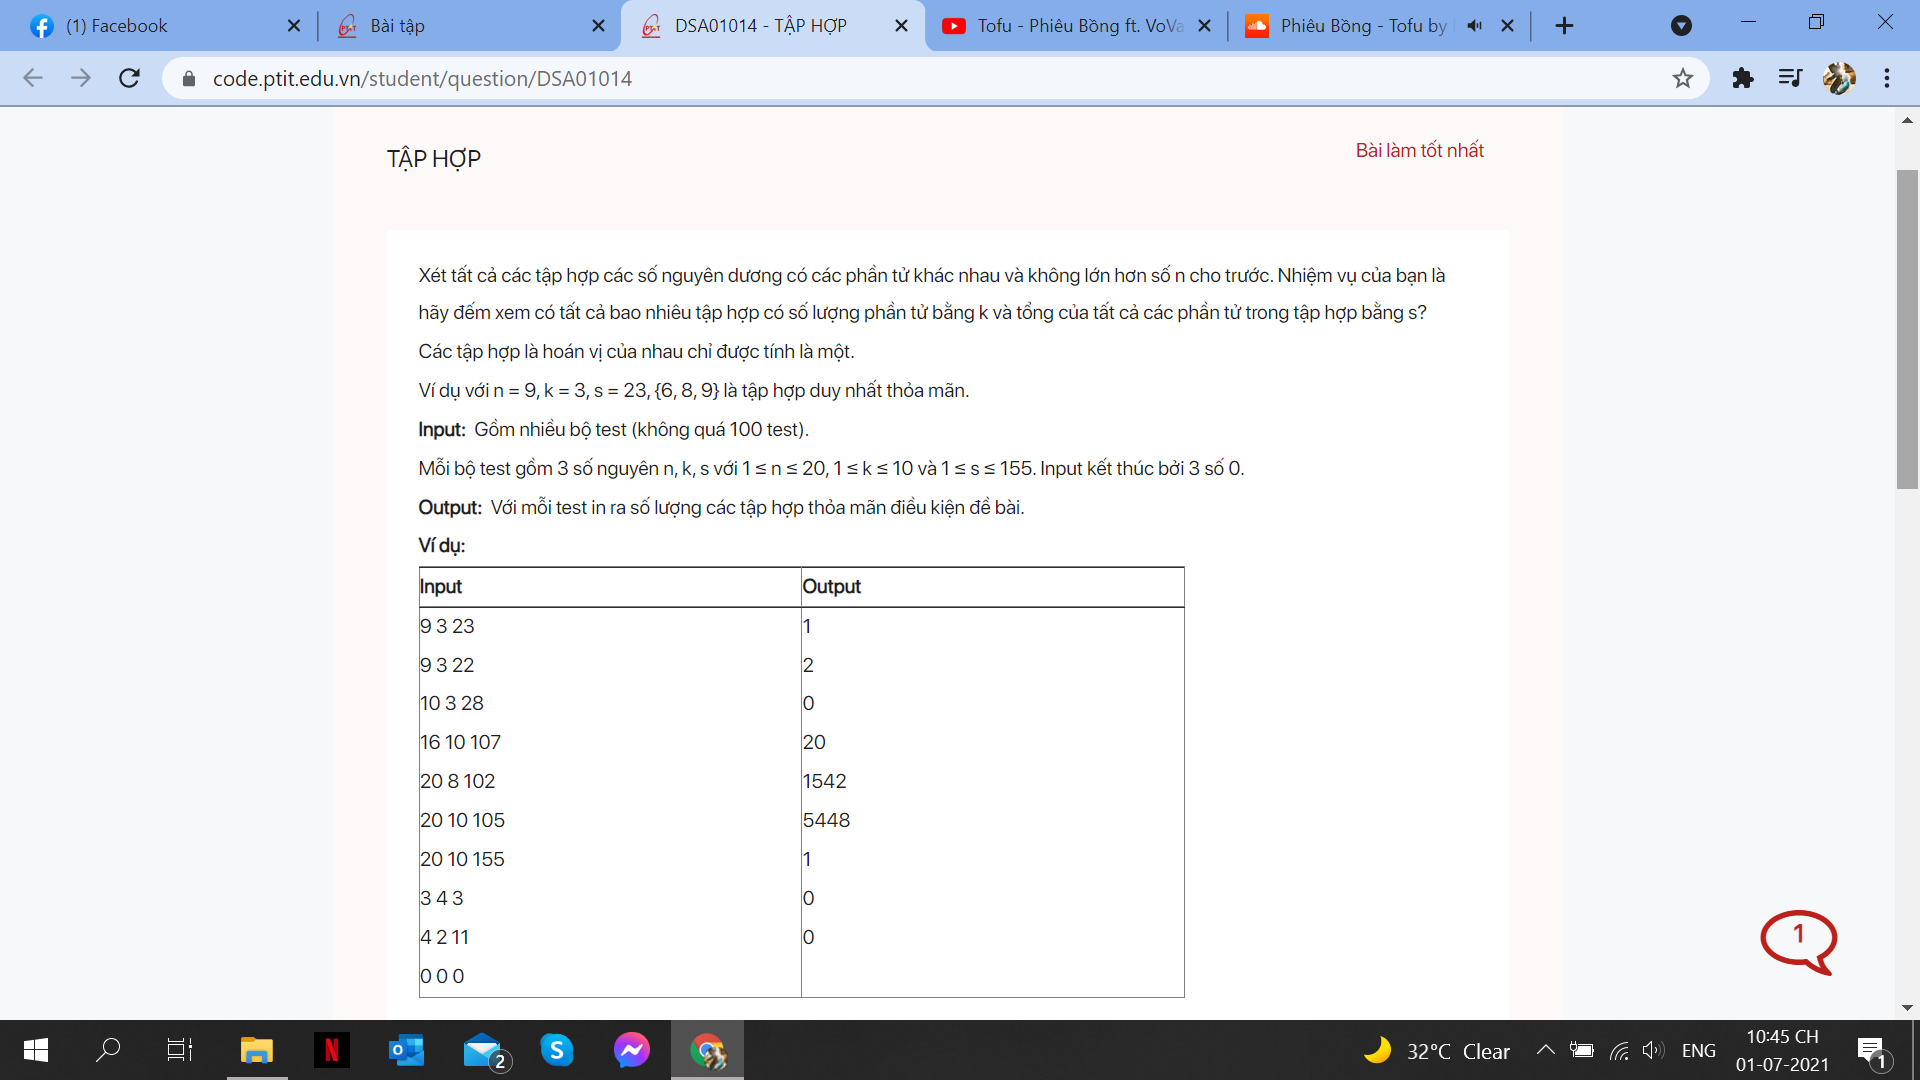 (1) Facebook
Bài tập
DSA01014 - TẬP HỢP
Tofu - Phiêu Bồng ft. VoVa
Phiêu Bồng - Tofu by
code.ptit.edu.vn/student/question/DSA01014
TẬP HỢP
Bài làm tốt nhất
Xét tất cả các tập hợp các số nguyên dương có các phần tử khác nhau và không lớn hơn số n cho trước. Nhiệm vụ của bạn là
hãy đếm xem có tất cả bao nhiêu tập hợp có số lượng phần tử bằng k và tổng của tất cả các phần tử trong tập hợp bằng s?
Các tập hợp là hoán vị của nhau chỉ được tính là một.
Ví dụ với n = 9, k = 3, s = 23, {6, 8, 9} là tập hợp duy nhất thỏa mãn.
Input: Gồm nhiều bộ test (không quá 100 test).
Mỗi bộ test gồm 3 số nguyên n, k, s với 1 ≤ n ≤ 20, 1 ≤ k ≤ 10 và 1 ≤ s ≤ 155. Input kết thúc bởi 3 số 0.
Output: Với mỗi test in ra số lượng các tập hợp thỏa mãn điều kiện đề bài.
Ví dụ:
Input Output
9 3 23 1
9 3 22 2
10 3 28 0
16 10 107 20
20 8 102 1542
20 10 105 5448
20 10 155 1
3 4 3 0
4 2 11 0
0 0 0
1
N
2
32°C Clear
ENG
10:45 CH
01-07-2021
1